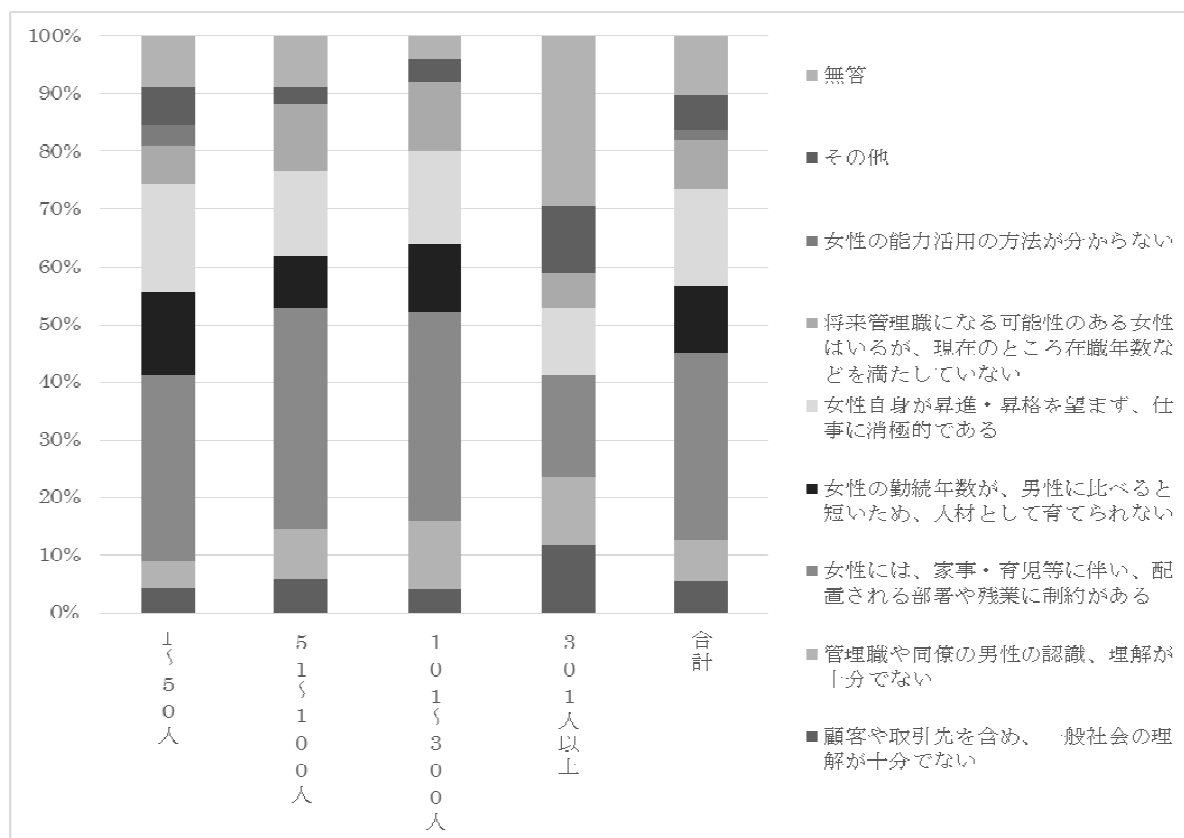 100%
90%
80%
70%
60%
50%
40%
30%
20%
10%
0%
1～50人
51～100人
101～300人
301人以上
合計
無答
その他
女性の能力活用の方法が分からない
将来管理職になる可能性のある女性
はいるが、現在のところ在職年数な
どを満たしていない
女性自身が昇進・昇格を望まず、仕
事に消極的である
女性の勤続年数が、男性に比べると
短いため、人材として育てられない
女性には、家事・育児等に伴い、配
置される部署や残業に制約がある
管理職や同僚の男性の認識、理解が
十分でない
顧客や取引先を含め、一般社会の理
解が十分でない